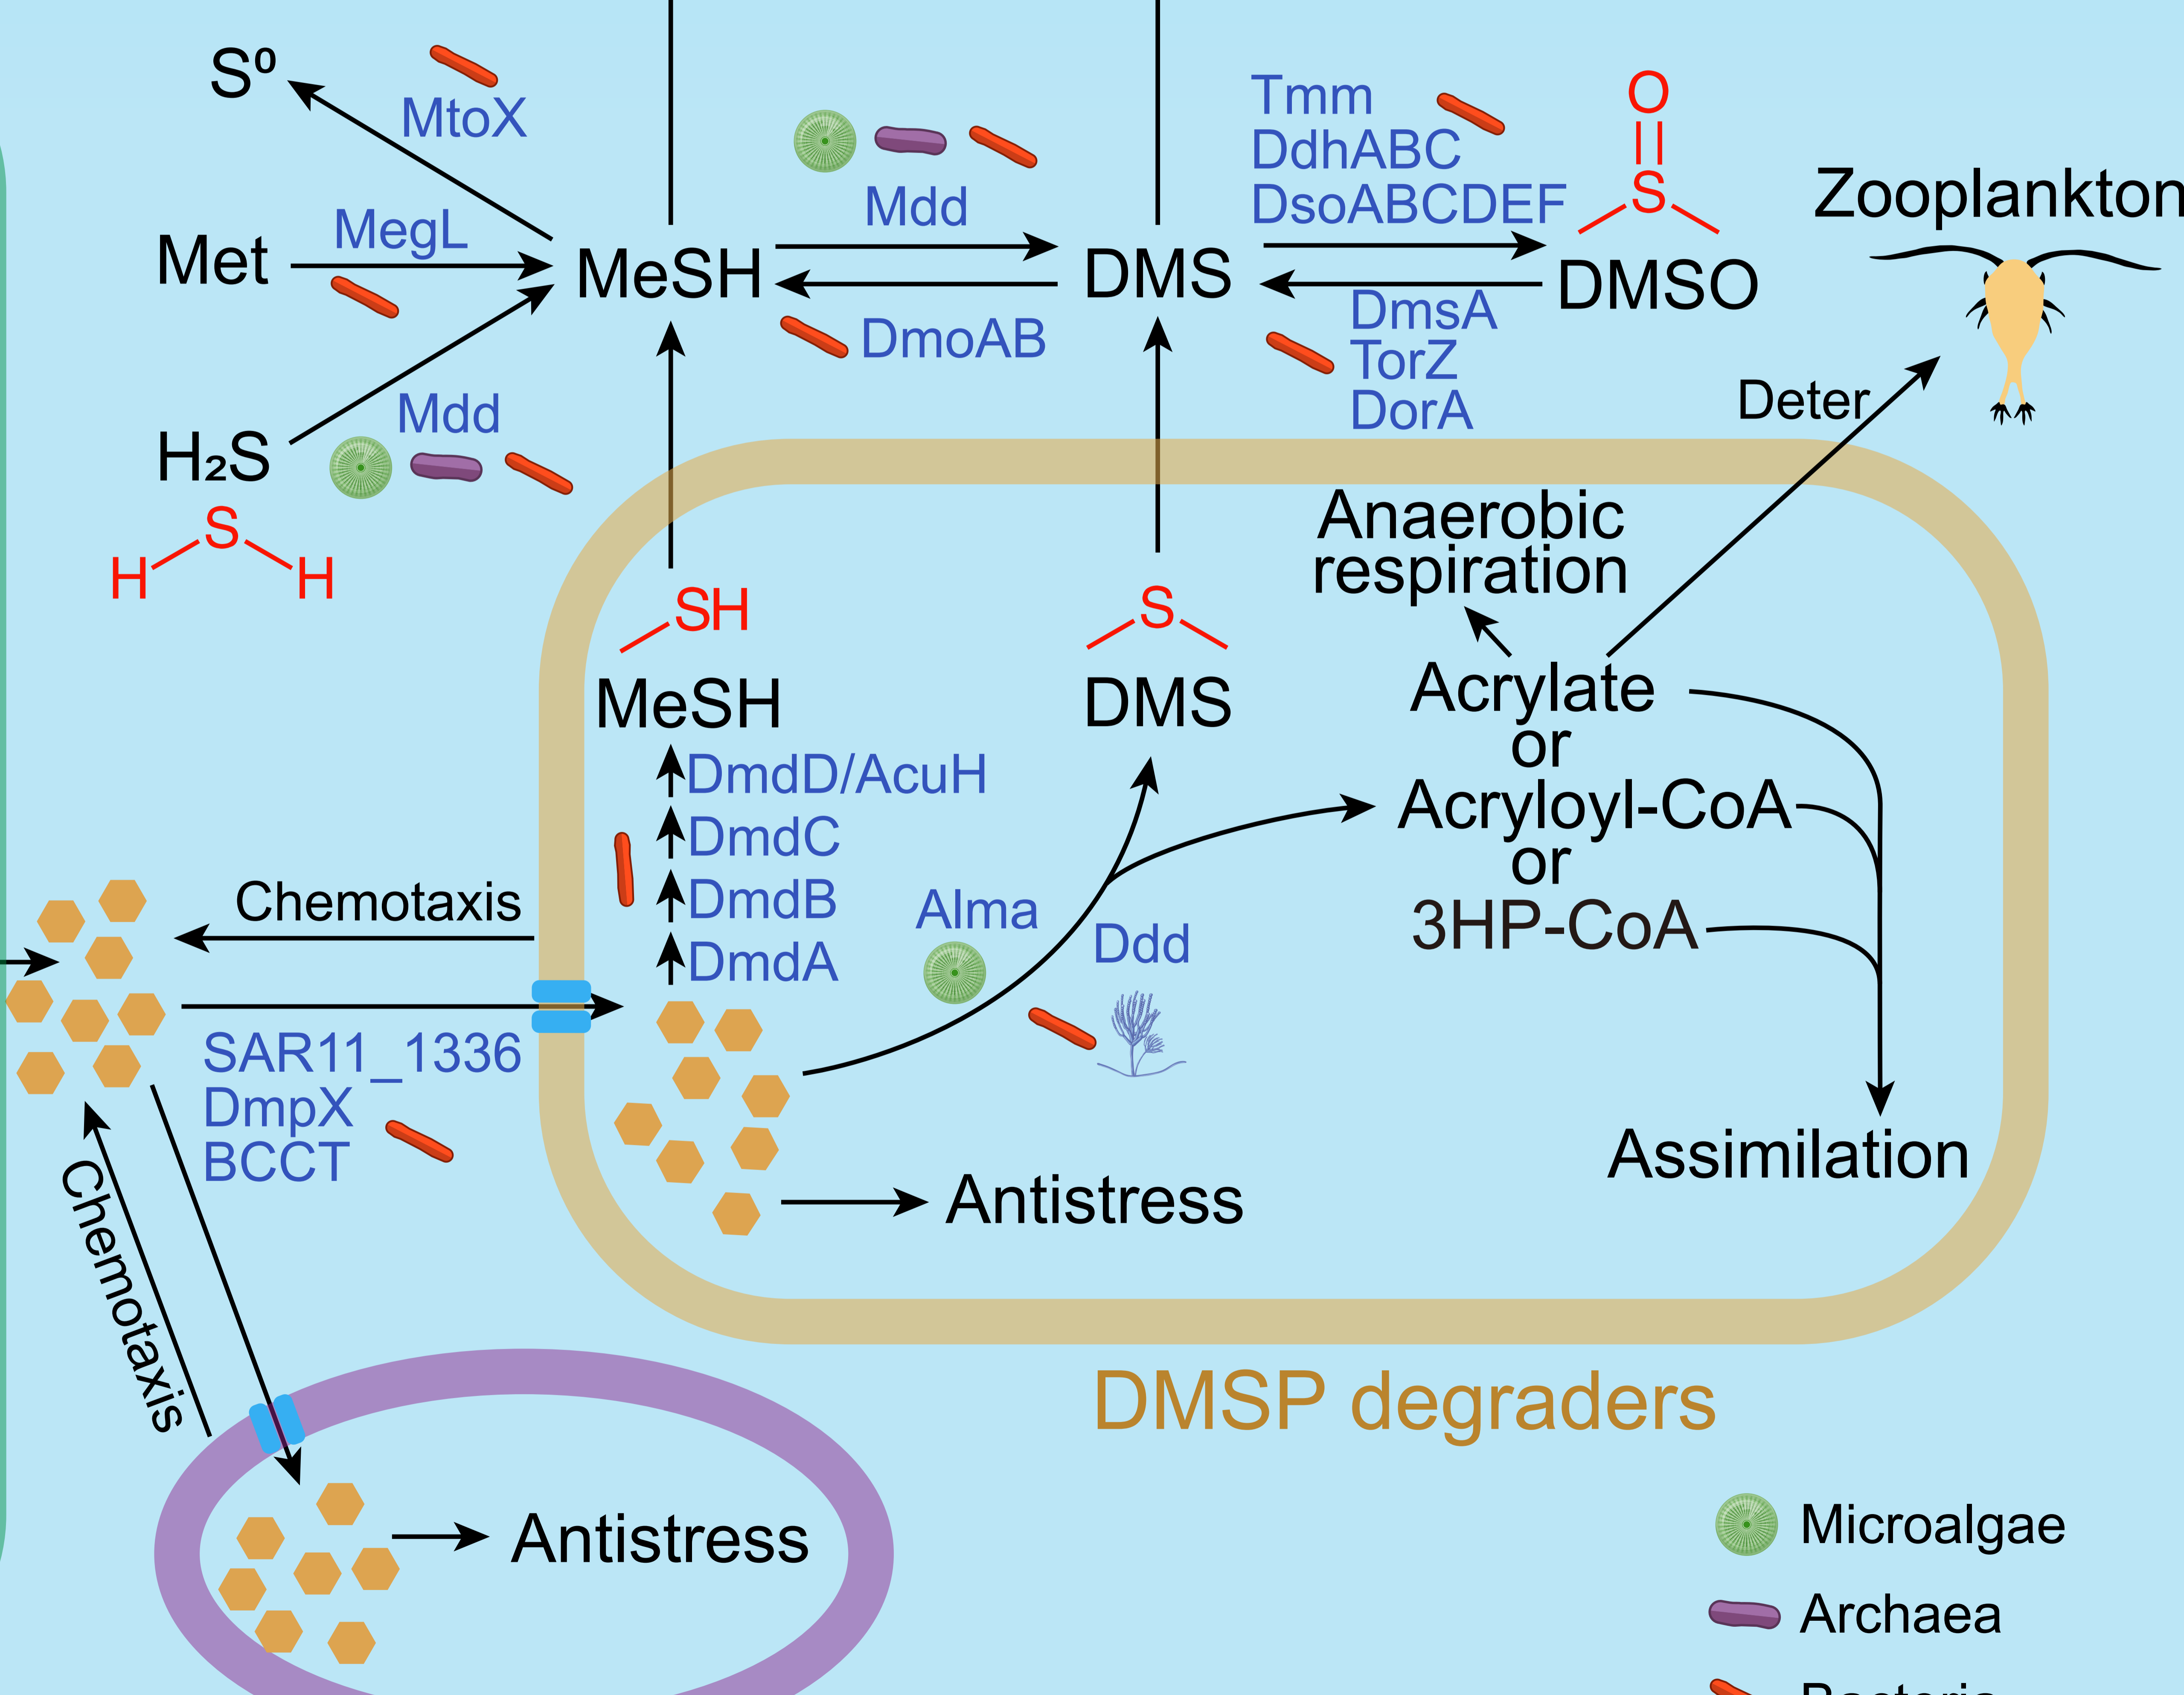 S⁰
MtoX
Tmm
DdhABC
DsoABCDEF
O
S
Zooplankton
Mdd
MegL
Met
MeSH
DMS
DMSO
DmoAB
DmsA
TorZ
DorA
Deter
Mdd
H₂S
S
H H
Anaerobic
respiration
SH
MeSH
S
DMS
Acrylate
or
Acryloyl-CoA
or
3HP-CoA
DmdD/AcuH
DmdC
DmdB
DmdA
Alma
Ddd
Chemotaxis
SAR11_1336
DmpX
BCCT
Chemotaxis
Antistress
Assimilation
DMSP degraders
Antistress
Microalgae
Archaea
Bacteria